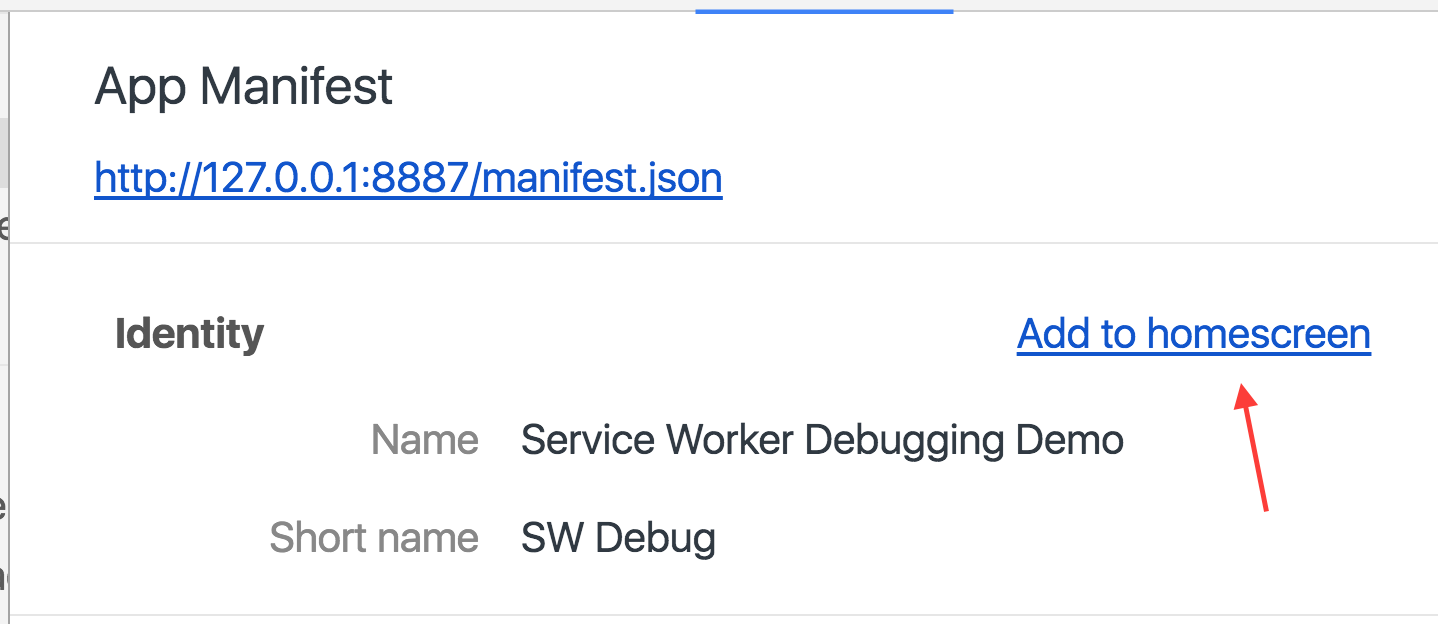 App Manifest
http://127.0.0.1:8887/manifest.json
Identity
Add to homescreen
Name Service Worker Debugging Demo
Short name SW Debug